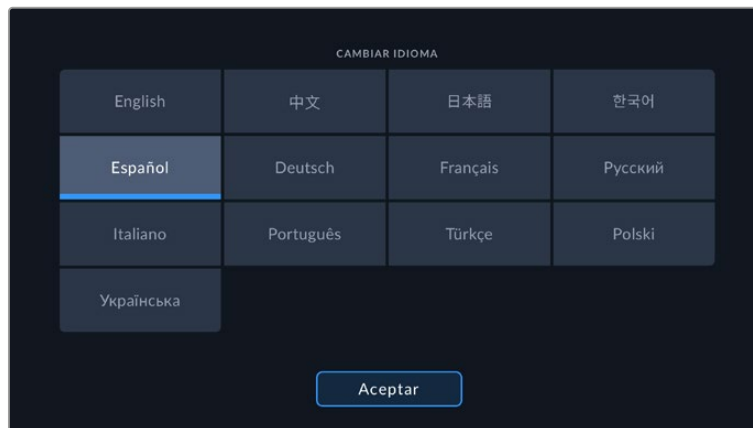 CAMBIAR IDIOMA
English 中文 日本語 한국어
Español Deutsch Français Русский
Italiano Português Türkçe Polski
Українська
Aceptar